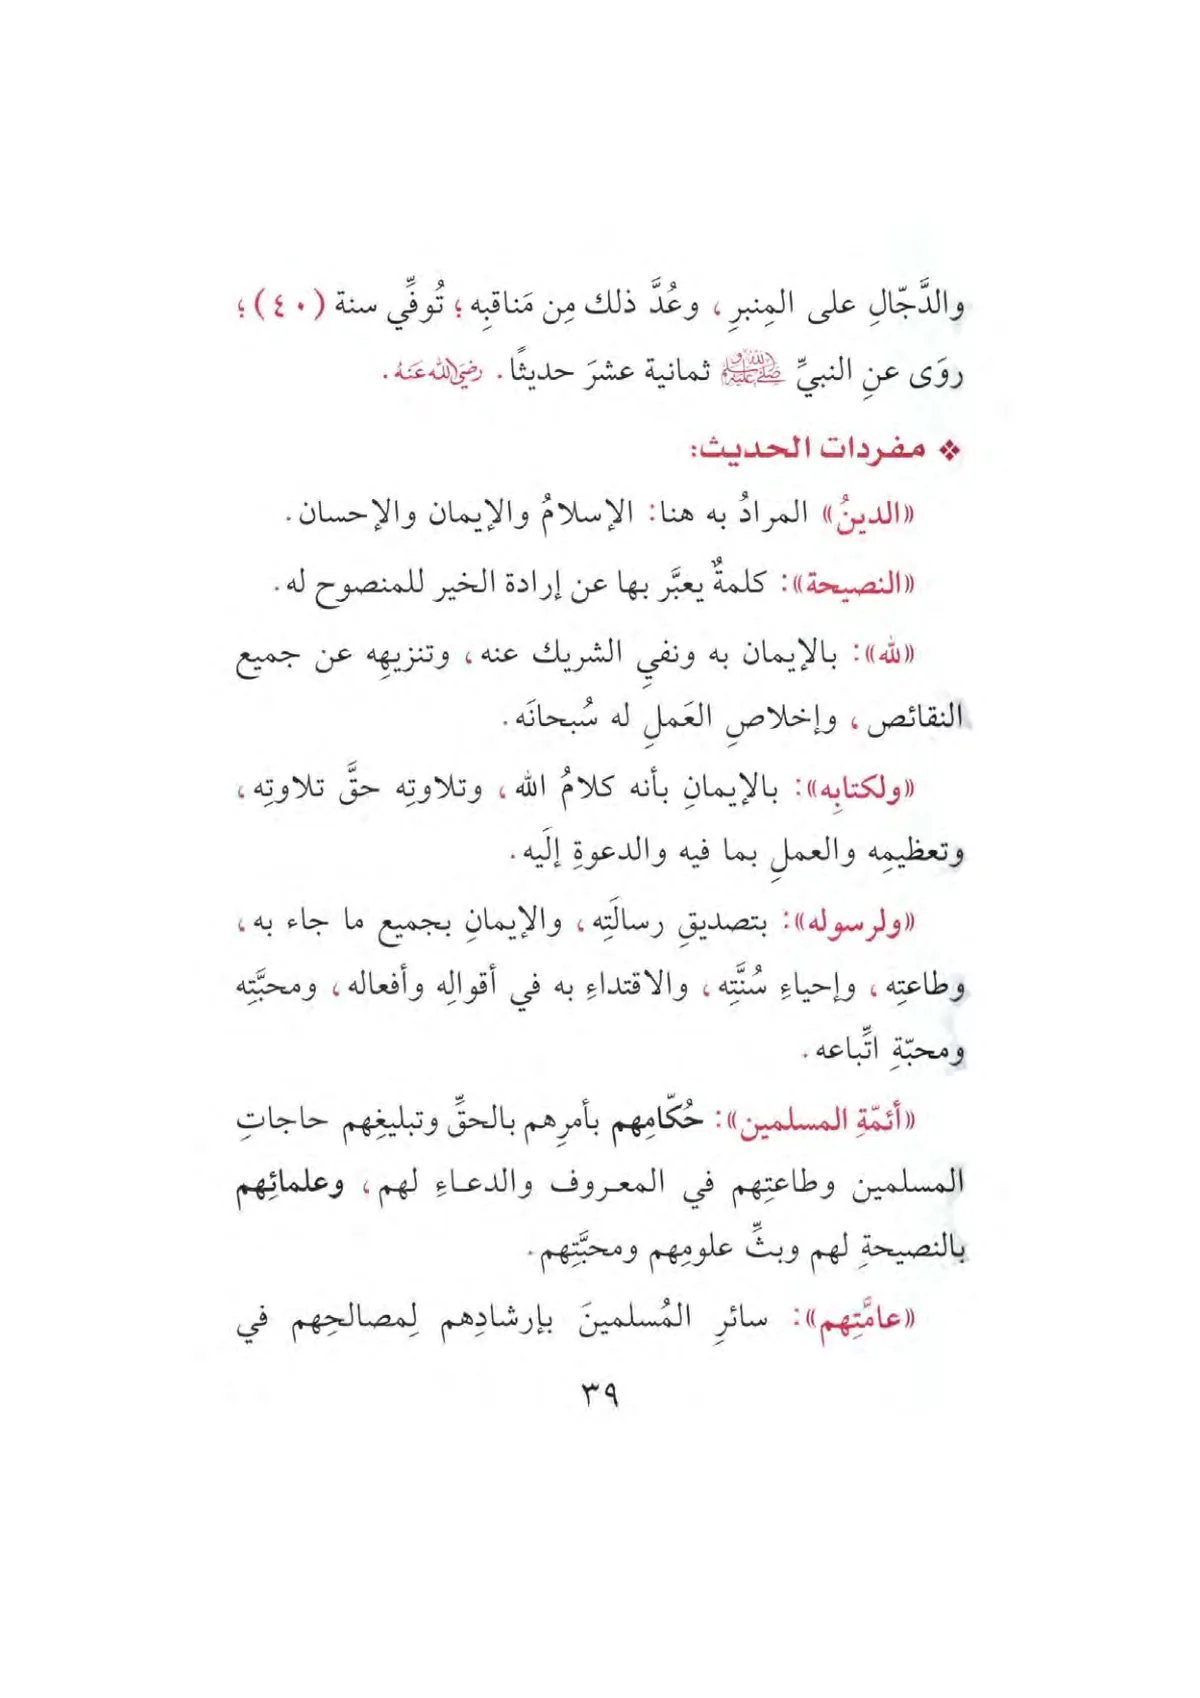 والدَّجّالِ على المِنبرِ، وعُدَّ ذلك مِن مَناقبِه؛ تُوفِّي سنة (٤٠)؛
روَى عنِ النبيِّ ﷺ ثمانية عشرَ حديثًا. رضي الله عنه.
❖ مفردات الحديث:
«الدينُ» المرادُ به هنا: الإسلامُ والإيمان والإحسان.
«النصيحة»: كلمةٌ يعبَّر بها عن إرادة الخير للمنصوح له.
«لله»: بالإيمان به ونفيِ الشريك عنه، وتنزيهِه عن جميع
النقائص، وإخلاصِ العَملِ له سُبحانَه.
«ولكتابِه»: بالإيمانِ بأنه كلامُ الله، وتلاوتِه حقَّ تلاوتِه،
وتعظيمِه والعملِ بما فيه والدعوةِ إلَيه.
«ولرسوله»: بتصديقِ رسالَتِه، والإيمانِ بجميع ما جاء به،
وطاعتِه، وإحياءِ سُنَّتِه، والاقتداءِ به في أقوالِه وأفعاله، ومحبَّتِه
ومحبّةِ اتِّباعه.
«أئمّةِ المسلمين»: حُكّامِهم بأمرِهم بالحقِّ وتبليغِهم حاجاتِ
المسلمين وطاعتِهم في المعروف والدعاءِ لهم، وعلمائِهم
بالنصيحةِ لهم وبثِّ علومِهم ومحبَّتِهم.
«عامَّتِهم»: سائرِ المُسلمينَ بإرشادِهم لِمصالحِهم في
٣٩